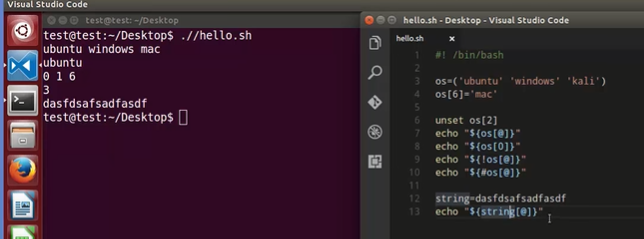 Visual Studio Code
test@test: ~/Desktop
test@test:~/Desktop$ .//hello.sh
ubuntu windows mac
ubuntu
0 1 6
3
dasfdsafsadfasdf
test@test:~/Desktop$
hello.sh - Desktop - Visual Studio Code
hello.sh
1 #! /bin/bash
2
3 os=('ubuntu' 'windows' 'kali')
4 os[6]='mac'
5
6 unset os[2]
7 echo "${os[@]}"
8 echo "${os[0]}"
9 echo "${!os[@]}"
10 echo "${#os[@]}"
11
12 string=dasfdsafsadfasdf
13 echo "${string[@]}"